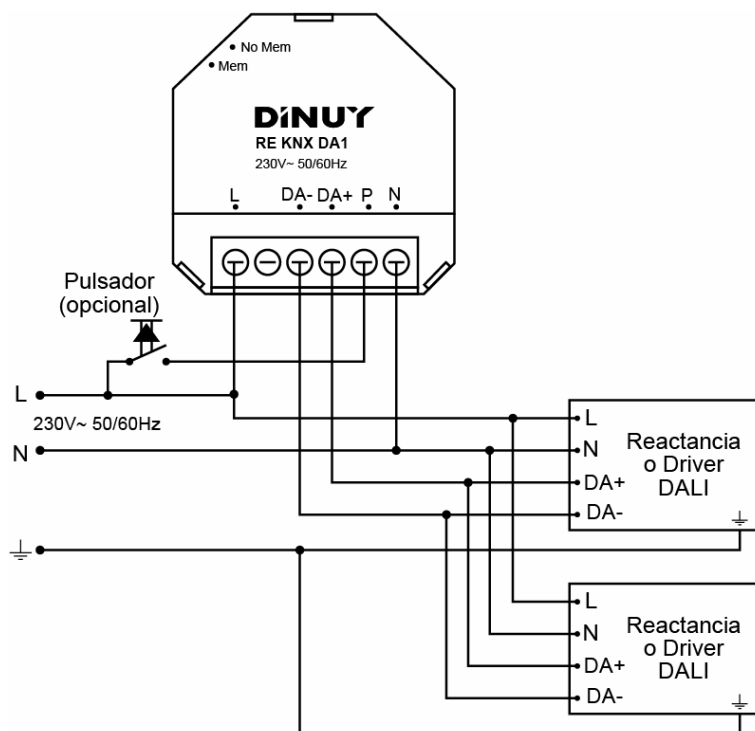 No Mem
Mem
DiNUY
RE KNX DA1
230V~ 50/60Hz
L DA- DA+ P N
Pulsador
(opcional)
L
230V~ 50/60Hz
N
L
N
DA+
DA-
Reactancia
o Driver
DALI
L
N
DA+
DA-
Reactancia
o Driver
DALI